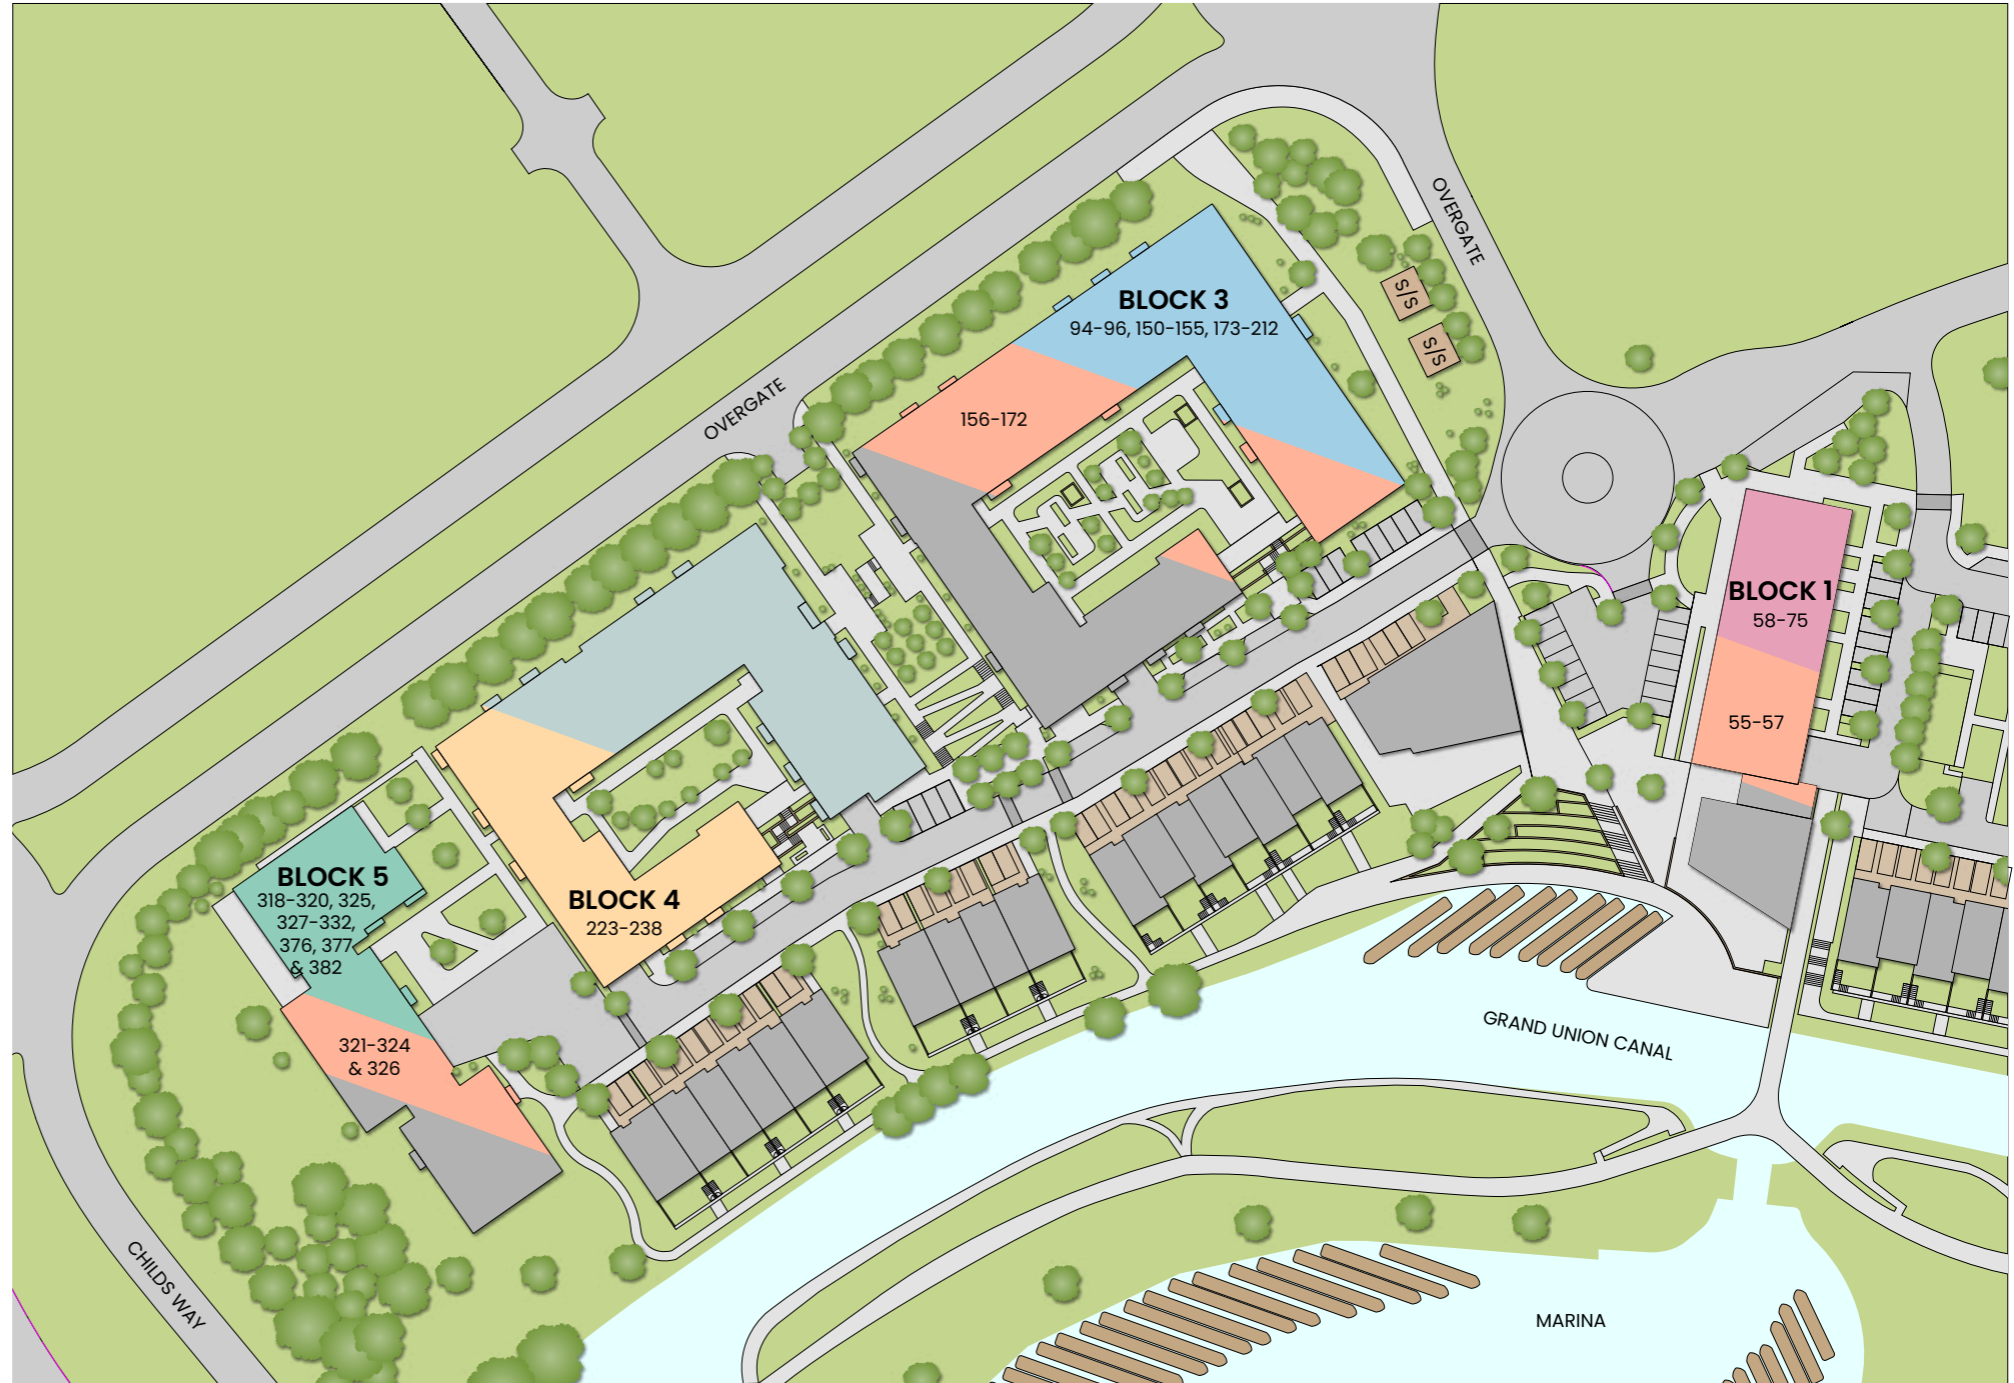 OVERGATE
S/S
S/S
BLOCK 3
94-96, 150-155, 173-212
156-172
OVERGATE
BLOCK 1
58-75
55-57
BLOCK 5
318-320, 325,
327-332,
376, 377
& 382
BLOCK 4
223-238
321-324
& 326
GRAND UNION CANAL
CHILDS WAY
MARINA